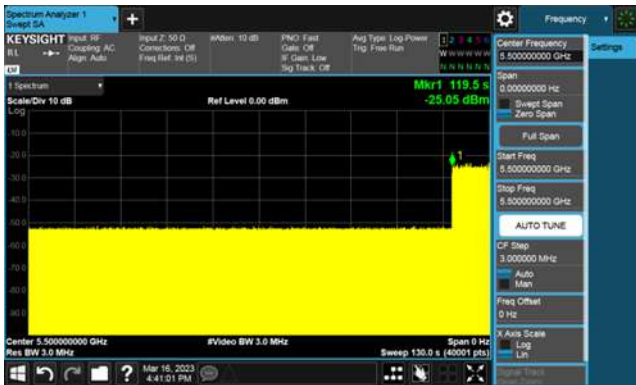 Spectrum Analyzer 1
Swept SA
+
Frequency
KEYSIGHT Input: RF Input Z: 50 Ω #Atten: 10 dB PNO: Fast Avg Type: Log-Power 1 2 3 4 5 6
RL Coupling: AC Corrections: Off Gate: Off Trig: Free Run W W W W W W
Align: Auto Freq Ref: Int (S) IF Gain: Low N N N N N N
Sig Track: Off
1 Spectrum
Mkr1 119.5 s
Scale/Div 10 dB Ref Level 0.00 dBm -25.05 dBm
Log
-10.0
-20.0
-30.0
-40.0
-50.0
-60.0
-70.0
-80.0
1
Center 5.500000000 GHz #Video BW 3.0 MHz Span 0 Hz
Res BW 3.0 MHz Sweep 130.0 s (40001 pts)
Mar 16, 2023
4:41:01 PM
?
Settings
Center Frequency
5.500000000 GHz
Span
0.00000000 Hz
Swept Span
Zero Span
Full Span
Start Freq
5.500000000 GHz
Stop Freq
5.500000000 GHz
AUTO TUNE
CF Step
3.000000 MHz
Auto
Man
Freq Offset
0 Hz
X Axis Scale
Log
Lin
Signal Track